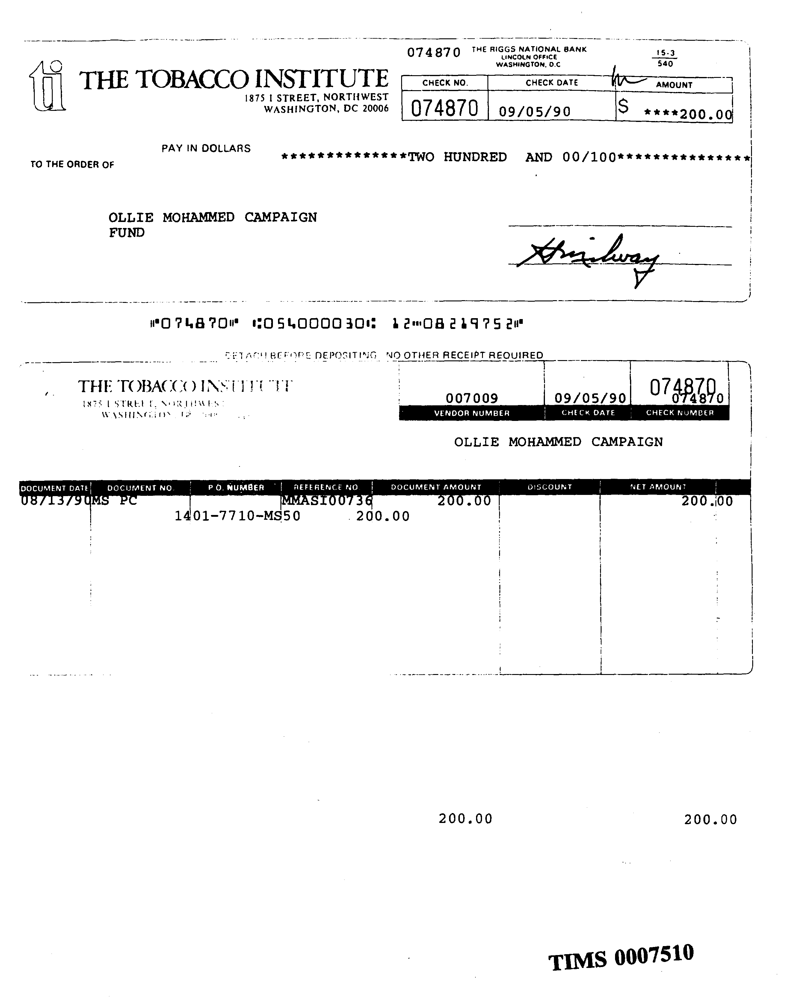 074870 THE RIGGS NATIONAL BANK
LINCOLN OFFICE
WASHINGTON, D.C.
15-3
540
ti THE TOBACCO INSTITUTE
1875 I STREET, NORTHWEST
WASHINGTON, DC 20006
CHECK NO. CHECK DATE AMOUNT
074870 09/05/90 $ ****200.00
PAY IN DOLLARS **************TWO HUNDRED AND 00/100***************
TO THE ORDER OF
OLLIE MOHAMMED CAMPAIGN
FUND
⑈074870⑈ ⑆054000030⑆ 12⑉08219752⑈
DETACH BEFORE DEPOSITING, NO OTHER RECEIPT REQUIRED
THE TOBACCO INSTITUTE
1875 I STREET, NORTHWEST
WASHINGTON
007009 09/05/90 074870
074870
VENDOR NUMBER CHECK DATE CHECK NUMBER
OLLIE MOHAMMED CAMPAIGN
DOCUMENT DATE DOCUMENT NO. P.O. NUMBER REFERENCE NO DOCUMENT AMOUNT DISCOUNT NET AMOUNT
08/13/90 MS PC MMASI00736 200.00 200.00
1401-7710-MS50 200.00
200.00 200.00
TIMS 0007510